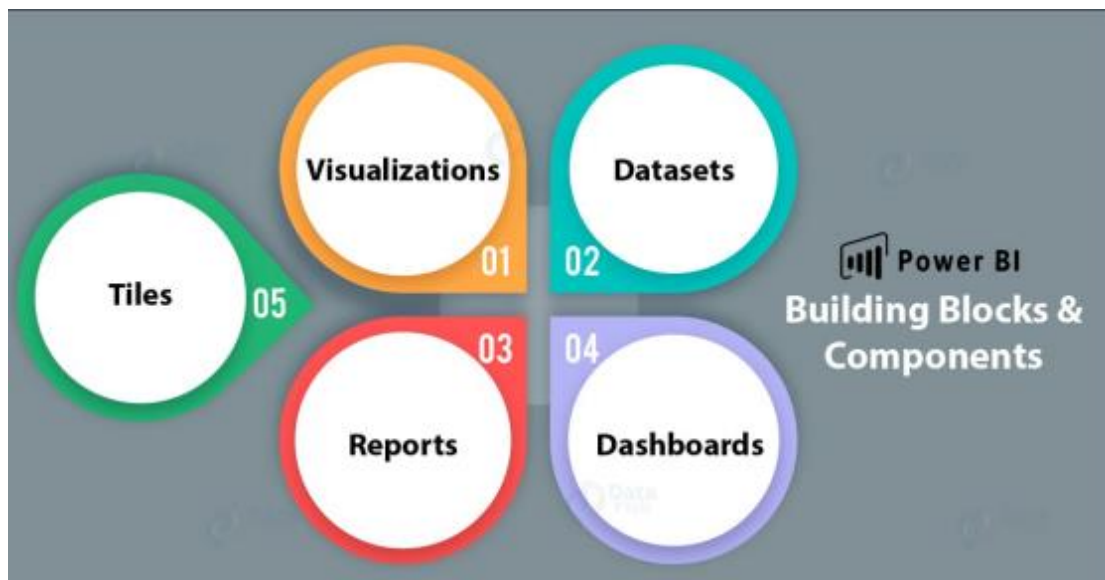 Visualizations
01
Datasets
02
Tiles
05
Reports
03
Dashboards
04
Power BI
Building Blocks &
Components